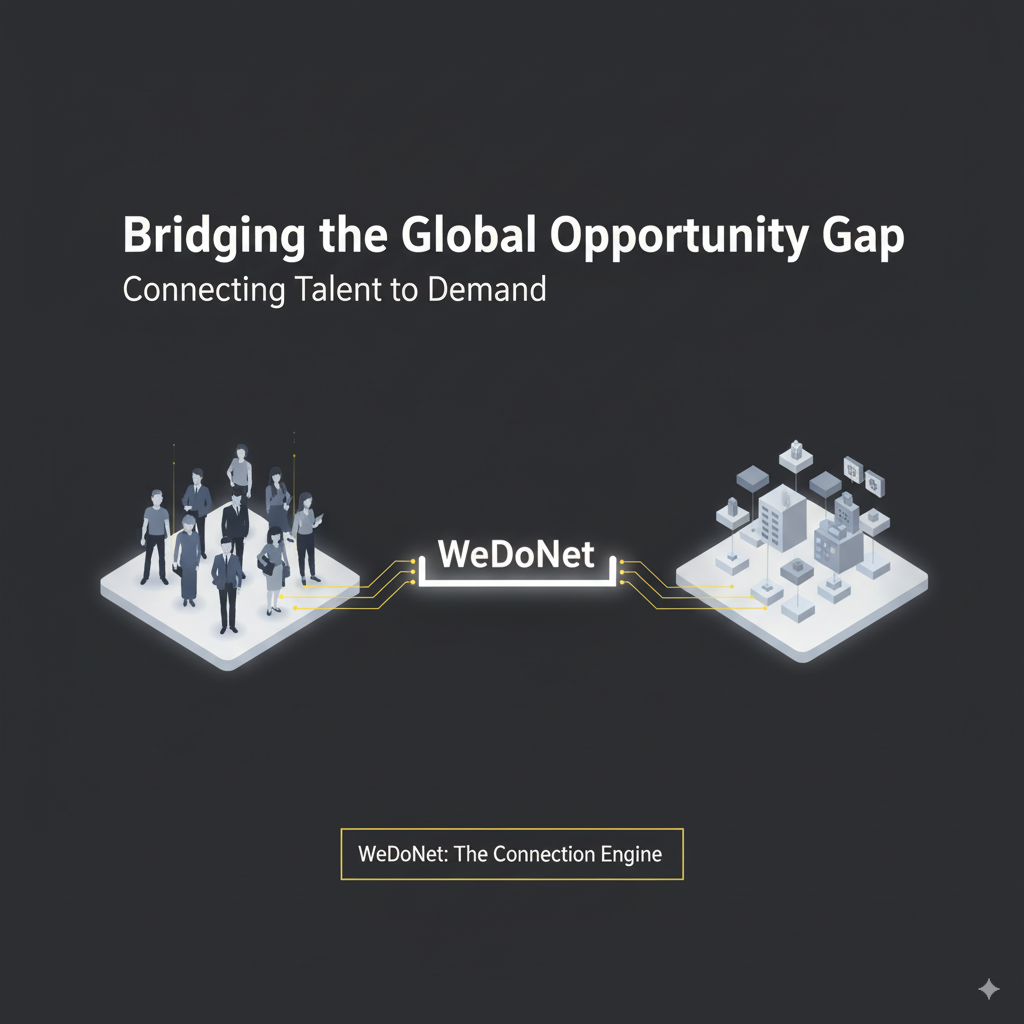 Bridging the Global Opportunity Gap
Connecting Talent to Demand
WeDoNet
WeDoNet: The Connection Engine